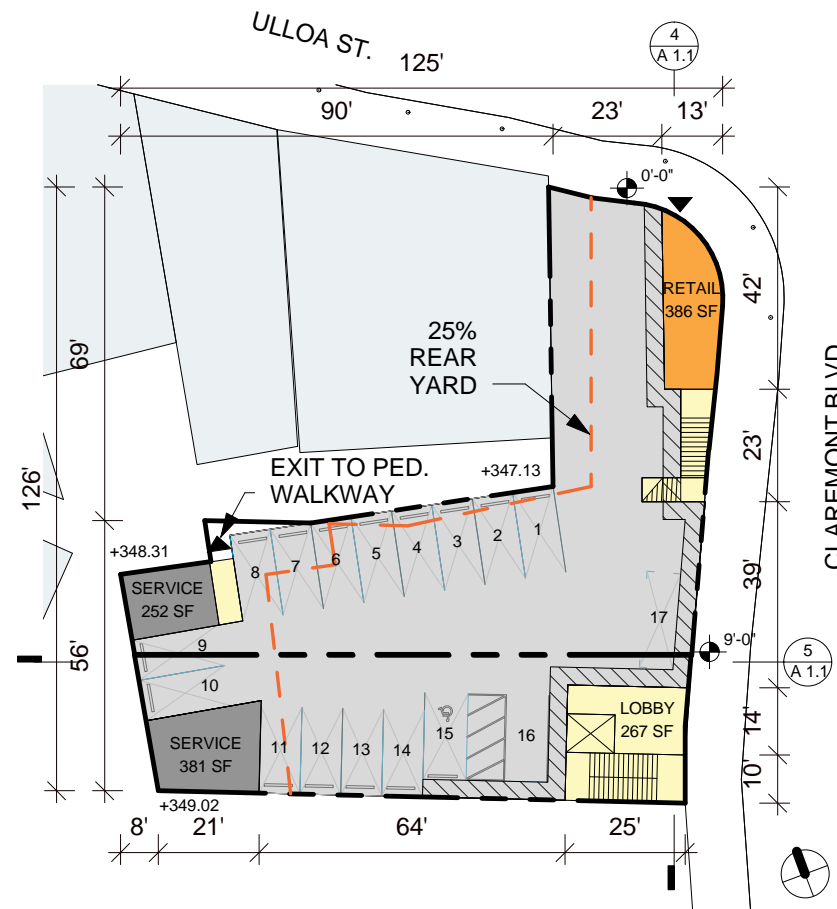 ULLOA ST.
4
A 1.1
125'
90'
23'
13'
0'-0"
RETAIL
386 SF
42'
25%
REAR
YARD
69'
126'
CLAREMONT BLVD
23'
EXIT TO PED.
WALKWAY
+347.13
+348.31
1
2
3
4
5
6
7
8
SERVICE
252 SF
39'
17
9
9'-0"
5
A 1.1
56'
10
LOBBY
267 SF
14'
SERVICE
381 SF
11
12
13
14
15
16
10'
+349.02
8'
21'
64'
25'